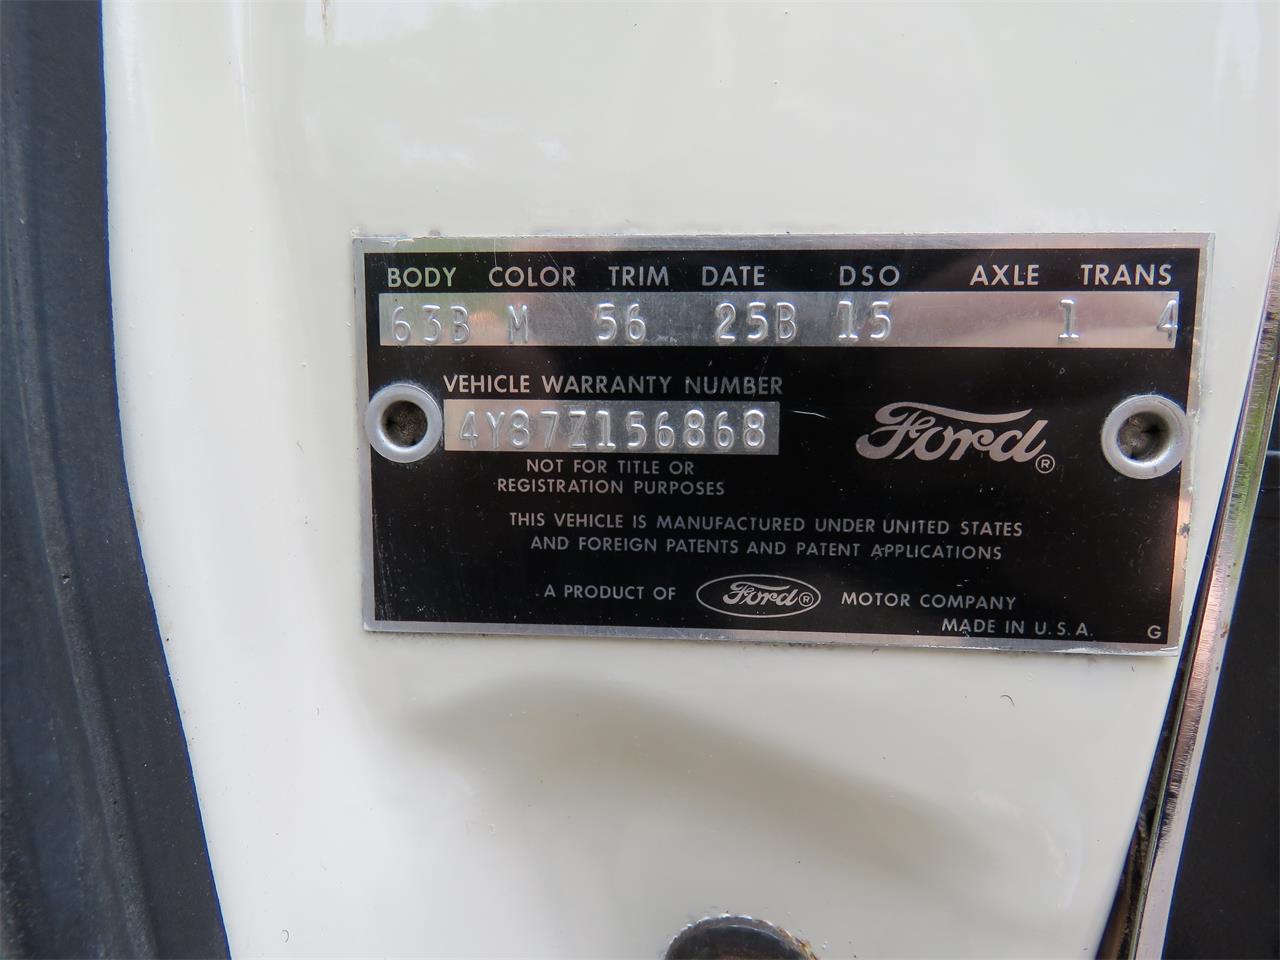 BODY COLOR TRIM DATE DSO AXLE TRANS
63B M 56 25B 15 1 4
VEHICLE WARRANTY NUMBER
4Y87Z156868
Ford®
NOT FOR TITLE OR
REGISTRATION PURPOSES
THIS VEHICLE IS MANUFACTURED UNDER UNITED STATES
AND FOREIGN PATENTS AND PATENT APPLICATIONS
A PRODUCT OF Ford® MOTOR COMPANY
MADE IN U.S.A. G